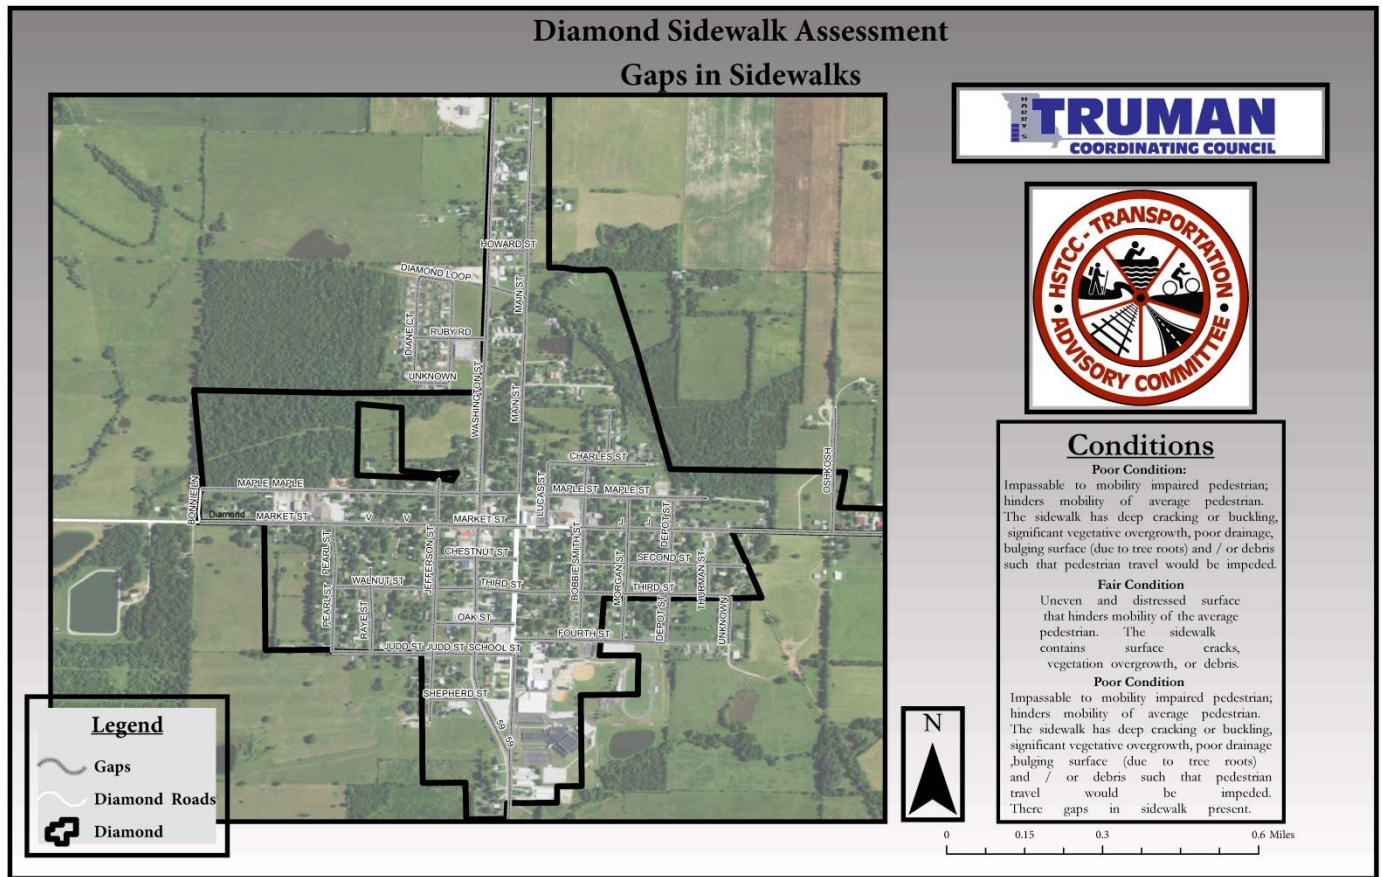 Diamond Sidewalk Assessment
Gaps in Sidewalks
HARRY S
TRUMAN
COORDINATING COUNCIL
HSTCC - TRANSPORTATION
ADVISORY COMMITTEE
HOWARD ST
DIAMOND LOOP
MAIN ST
DIANE CT
RUBY RD
UNKNOWN
WASHINGTON ST
MAIN ST
CHARLES ST
OSHKOSH
LUCAS ST
BONNIE LN
MAPLE MAPLE
MAPLE ST MAPLE ST
Diamond
MARKET ST
MARKET ST
DEPOT ST
PEARL ST
JEFFERSON ST
CHESTNUT ST
BOBBIE SMITH ST
MORGAN ST
SECOND ST
THURMAN ST
WALNUT ST
THIRD ST
THIRD ST
PEARL ST
RAYE ST
OAK ST
FOURTH ST
DEPOT ST
UNKNOWN
JUDD ST JUDD ST SCHOOL ST
SHEPHERD ST
59 59
Conditions
Poor Condition:
Impassable to mobility impaired pedestrian;
hinders mobility of average pedestrian.
The sidewalk has deep cracking or buckling,
significant vegetative overgrowth, poor drainage,
bulging surface (due to tree roots) and / or debris
such that pedestrian travel would be impeded.
Fair Condition
Uneven and distressed surface
that hinders mobility of the average
pedestrian. The sidewalk
contains surface cracks,
vegetation overgrowth, or debris.
Poor Condition
Impassable to mobility impaired pedestrian;
hinders mobility of average pedestrian.
The sidewalk has deep cracking or buckling,
significant vegetative overgrowth, poor drainage
,bulging surface (due to tree roots)
and / or debris such that pedestrian
travel would be impeded.
There gaps in sidewalk present.
Legend
Gaps
Diamond Roads
Diamond
N
0 0.15 0.3 0.6 Miles